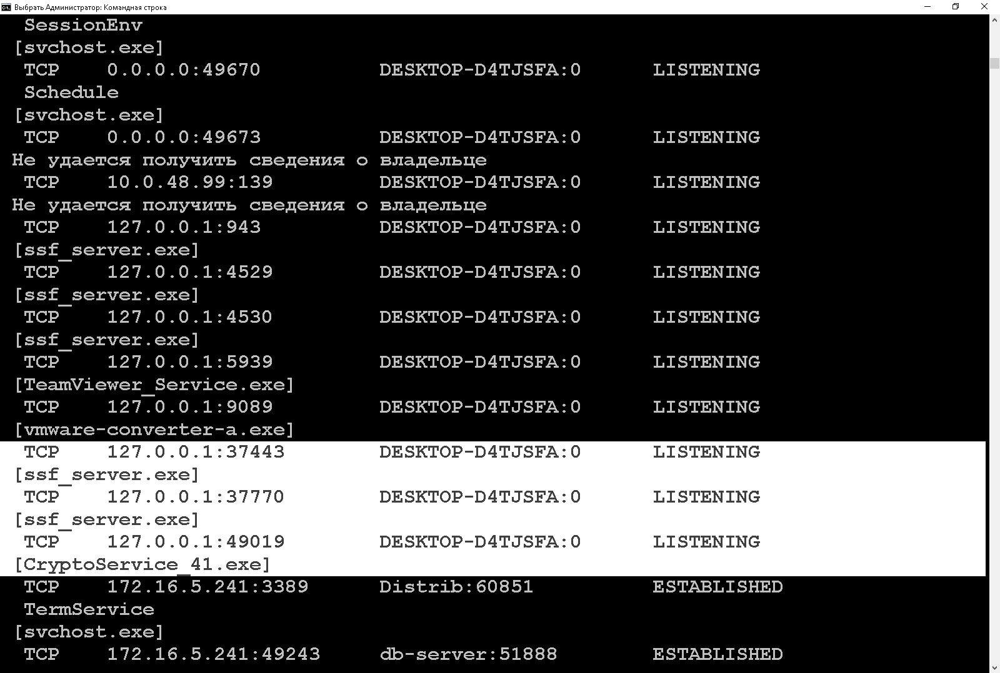 Выбрать Администратор: Командная строка
SessionEnv
[svchost.exe]
TCP 0.0.0.0:49670 DESKTOP-D4TJSFA:0 LISTENING
Schedule
[svchost.exe]
TCP 0.0.0.0:49673 DESKTOP-D4TJSFA:0 LISTENING
Не удается получить сведения о владельце
TCP 10.0.48.99:139 DESKTOP-D4TJSFA:0 LISTENING
Не удается получить сведения о владельце
TCP 127.0.0.1:943 DESKTOP-D4TJSFA:0 LISTENING
[ssf_server.exe]
TCP 127.0.0.1:4529 DESKTOP-D4TJSFA:0 LISTENING
[ssf_server.exe]
TCP 127.0.0.1:4530 DESKTOP-D4TJSFA:0 LISTENING
[ssf_server.exe]
TCP 127.0.0.1:5939 DESKTOP-D4TJSFA:0 LISTENING
[TeamViewer_Service.exe]
TCP 127.0.0.1:9089 DESKTOP-D4TJSFA:0 LISTENING
[vmware-converter-a.exe]
TCP 127.0.0.1:37443 DESKTOP-D4TJSFA:0 LISTENING
[ssf_server.exe]
TCP 127.0.0.1:37770 DESKTOP-D4TJSFA:0 LISTENING
[ssf_server.exe]
TCP 127.0.0.1:49019 DESKTOP-D4TJSFA:0 LISTENING
[CryptoService_41.exe]
TCP 172.16.5.241:3389 Distrib:60851 ESTABLISHED
TermService
[svchost.exe]
TCP 172.16.5.241:49243 db-server:51888 ESTABLISHED